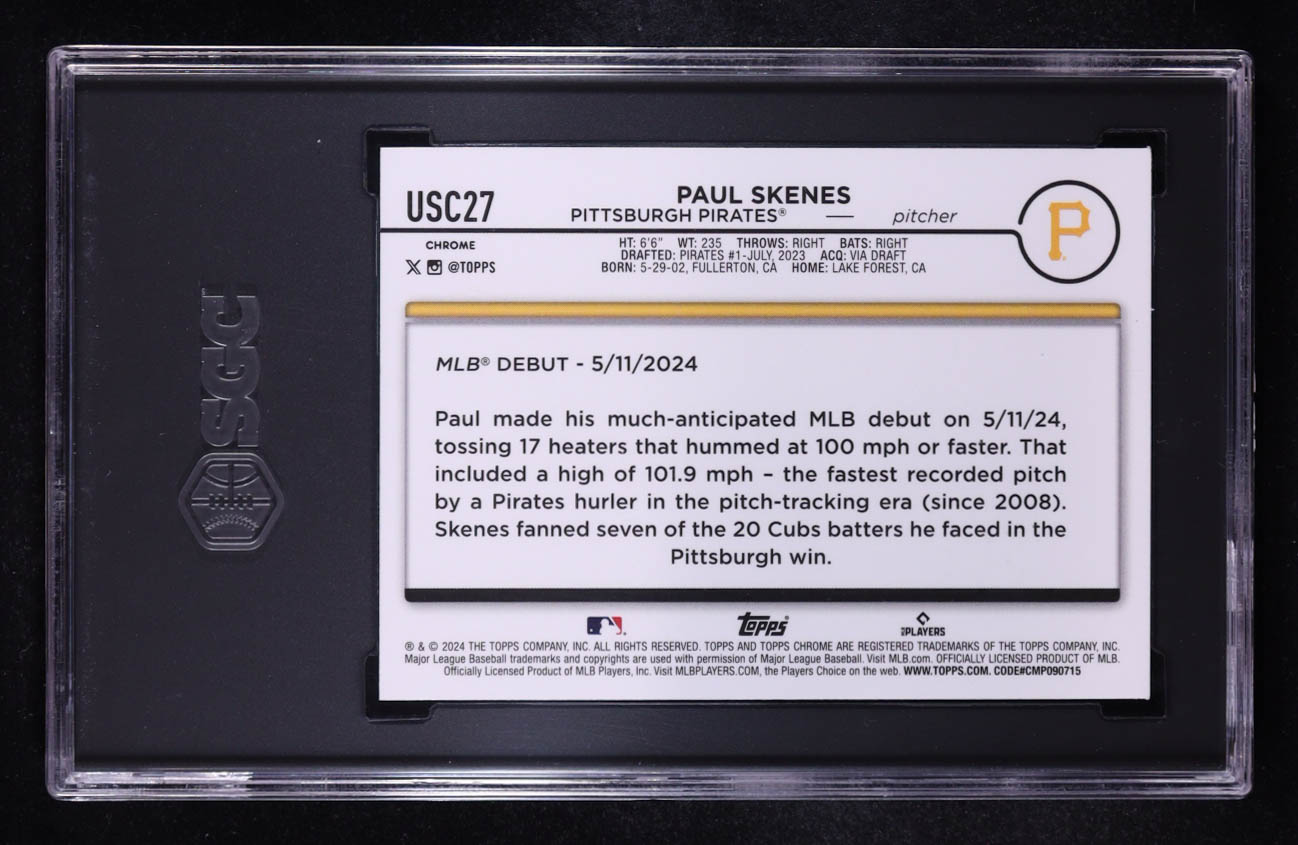 USC27
PAUL SKENES
PITTSBURGH PIRATES® — pitcher
P
CHROME
@TOPPS
HT: 6'6" WT: 235 THROWS: RIGHT BATS: RIGHT
DRAFTED: PIRATES #1-JULY, 2023 ACQ: VIA DRAFT
BORN: 5-29-02, FULLERTON, CA HOME: LAKE FOREST, CA
SGC
MLB® DEBUT - 5/11/2024
Paul made his much-anticipated MLB debut on 5/11/24,
tossing 17 heaters that hummed at 100 mph or faster. That
included a high of 101.9 mph – the fastest recorded pitch
by a Pirates hurler in the pitch-tracking era (since 2008).
Skenes fanned seven of the 20 Cubs batters he faced in the
Pittsburgh win.
Topps
PLAYERS
® & © 2024 THE TOPPS COMPANY, INC. ALL RIGHTS RESERVED. TOPPS AND TOPPS CHROME ARE REGISTERED TRADEMARKS OF THE TOPPS COMPANY, INC.
Major League Baseball trademarks and copyrights are used with permission of Major League Baseball. Visit MLB.com. OFFICIALLY LICENSED PRODUCT OF MLB.
Officially Licensed Product of MLB Players, Inc. Visit MLBPLAYERS.COM, the Players Choice on the web. WWW.TOPPS.COM. CODE#CMP090715